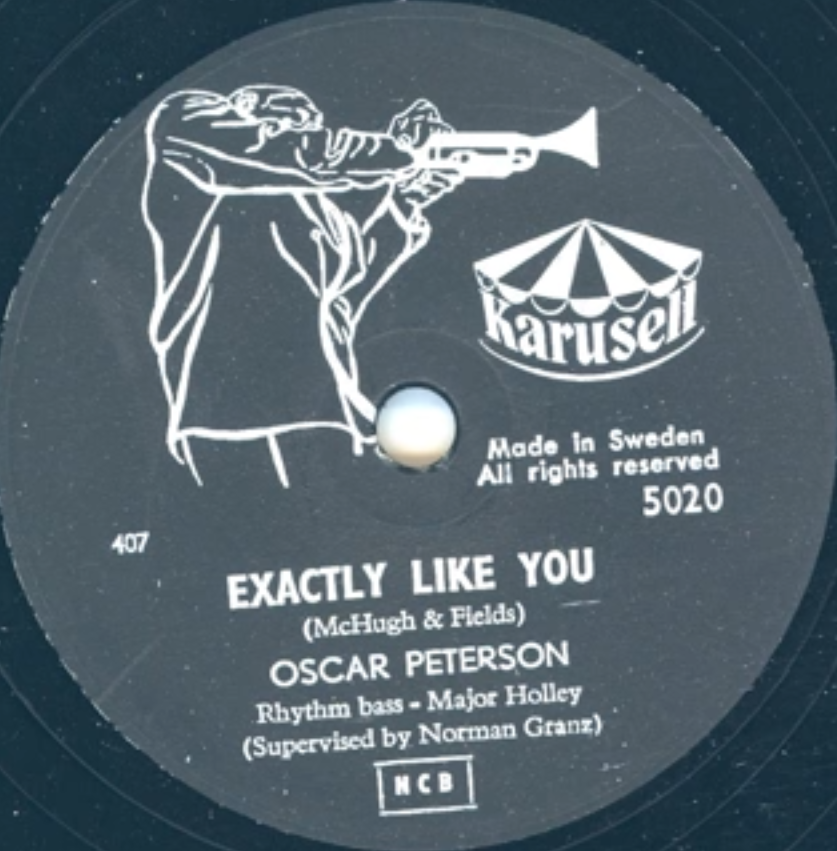 Karusell
Made in Sweden
All rights reserved
5020
407
EXACTLY LIKE YOU
(McHugh & Fields)
OSCAR PETERSON
Rhythm bass - Major Holley
(Supervised by Norman Granz)
NCB